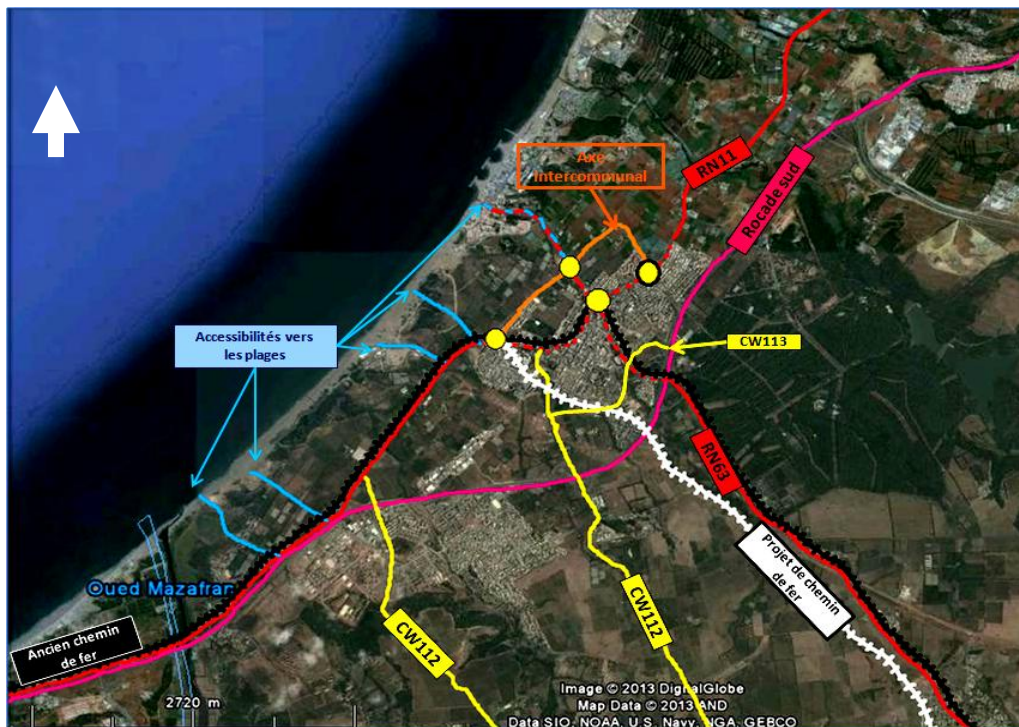 Axe
intercommunal
RN11
Rocade sud
Accessibilités vers
les plages
CW113
RN63
Projet de chemin
de fer
Oued Mazafran
CW112
CW112
Ancien chemin
de fer
2720 m
Image © 2013 DigitalGlobe
Map Data © 2013 AND
Data SIO, NOAA, U.S. Navy, NGA, GEBCO